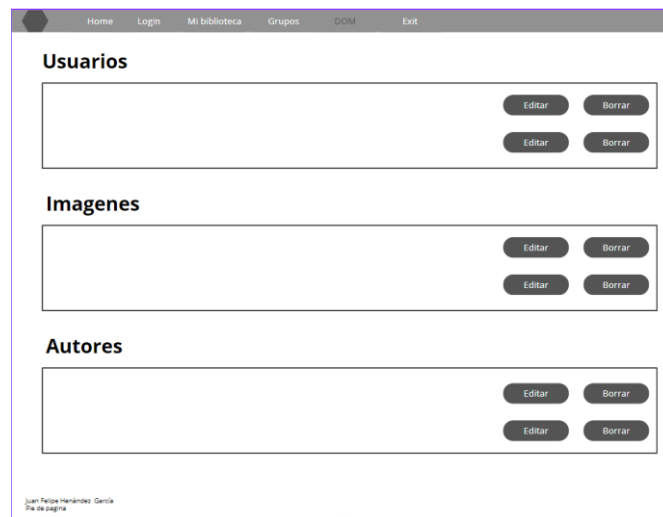 Home Login Mi biblioteca Grupos DOM Exit
Usuarios
Editar Borrar
Editar Borrar
Imagenes
Editar Borrar
Editar Borrar
Autores
Editar Borrar
Editar Borrar
Juan Felipe Henández García
Pie de pagina